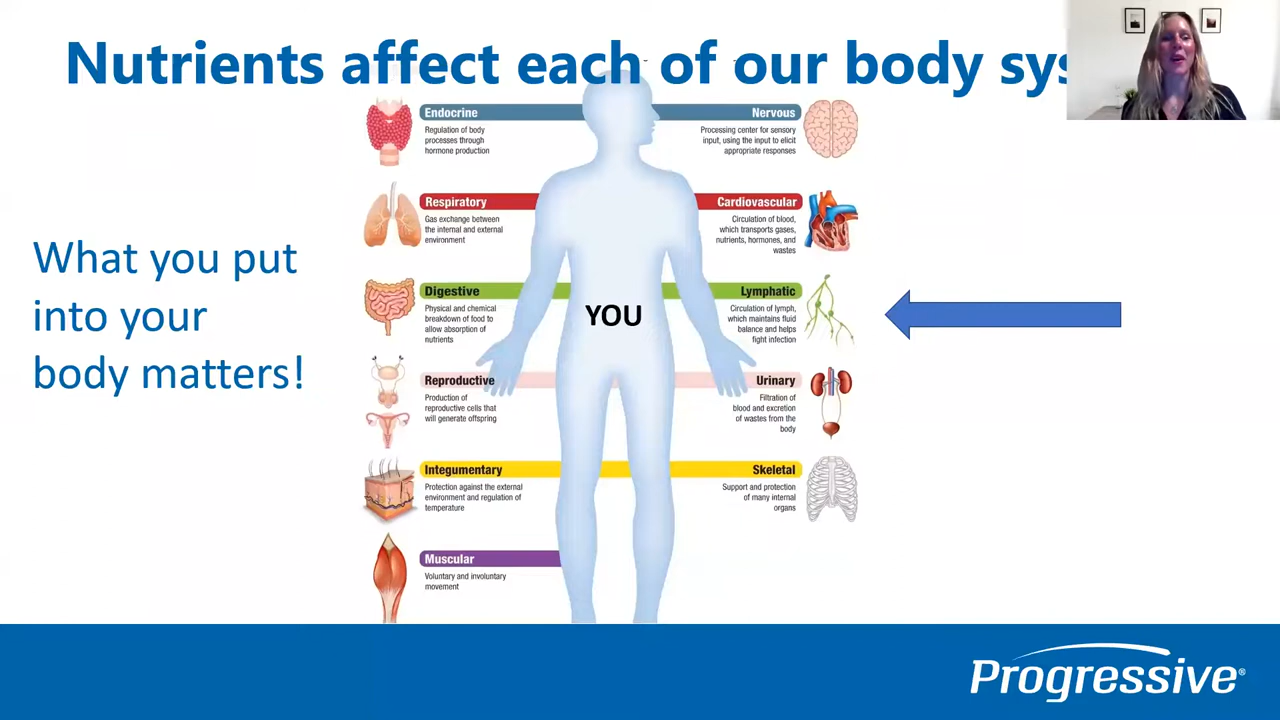 Nutrients affect each of our body sys
Endocrine
Regulation of body
processes through
hormone production
Nervous
Processing center for sensory
input, using the input to elicit
appropriate responses
Respiratory
Gas exchange between
the internal and external
environment
Cardiovascular
Circulation of blood,
which transports gases,
nutrients, hormones, and
wastes
What you put
into your
body matters!
Digestive
Physical and chemical
breakdown of food to
allow absorption of
nutrients
YOU
Lymphatic
Circulation of lymph,
which maintains fluid
balance and helps
fight infection
Reproductive
Production of
reproductive cells that
will generate offspring
Urinary
Filtration of
blood and excretion
of wastes from the
body
Integumentary
Protection against the external
environment and regulation of
temperature
Skeletal
Support and protection
of many internal
organs
Muscular
Voluntary and involuntary
movement
Progressive®